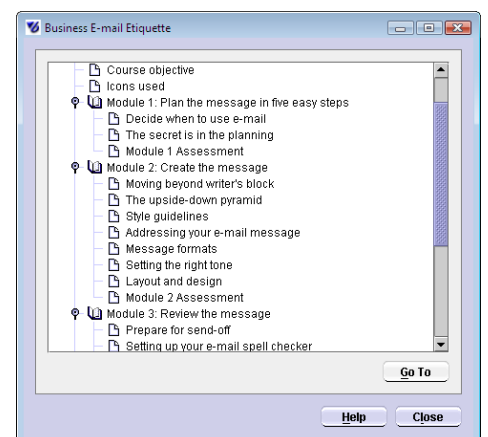 Business E-mail Etiquette
Course objective
Icons used
Module 1: Plan the message in five easy steps
Decide when to use e-mail
The secret is in the planning
Module 1 Assessment
Module 2: Create the message
Moving beyond writer's block
The upside-down pyramid
Style guidelines
Addressing your e-mail message
Message formats
Setting the right tone
Layout and design
Module 2 Assessment
Module 3: Review the message
Prepare for send-off
Setting up your e-mail spell checker
Go To
Help
Close